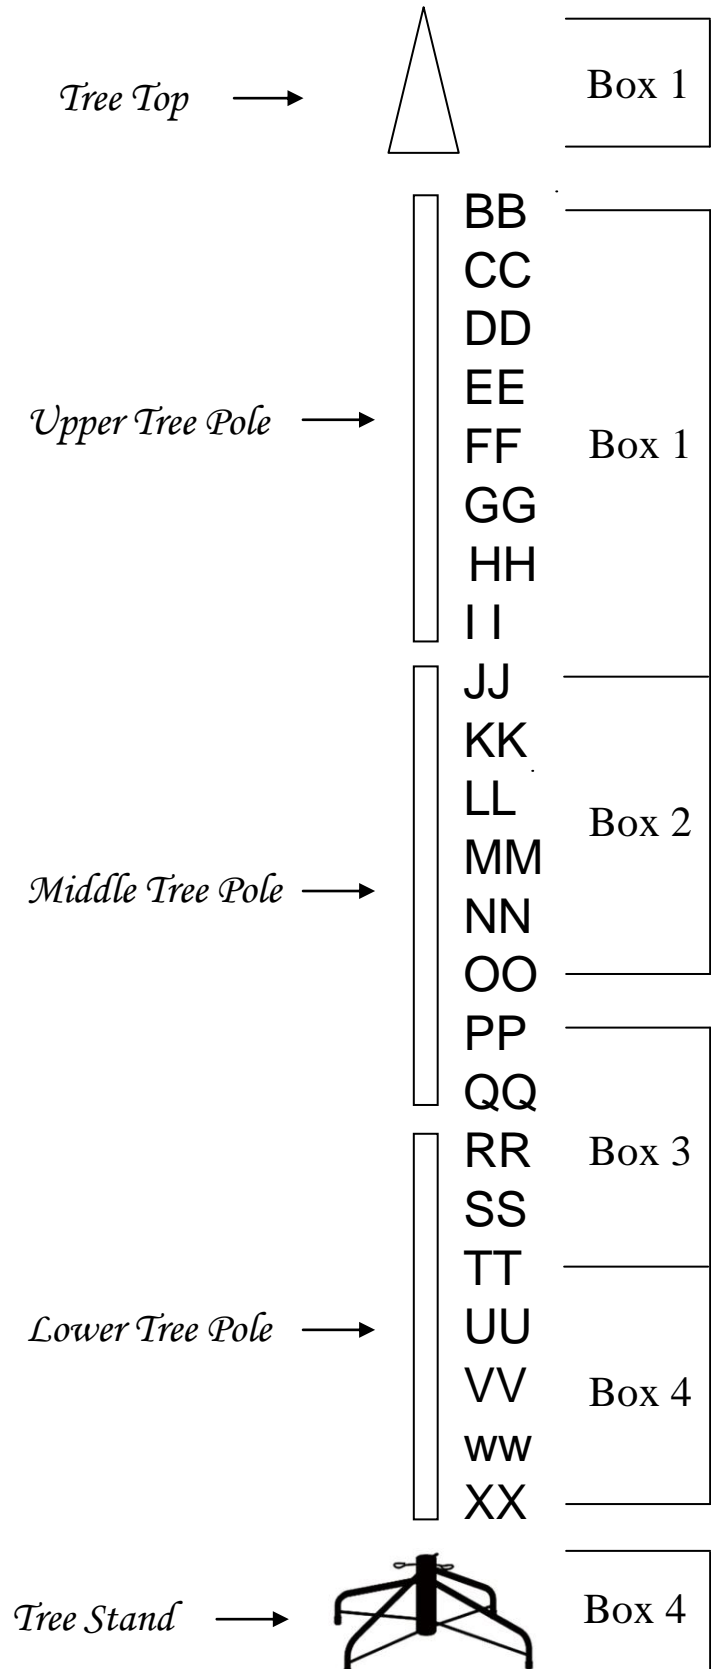 Tree Top
Box 1
BB
CC
DD
EE
Upper Tree Pole
FF
Box 1
GG
HH
I I
JJ
KK
LL
Box 2
MM
Middle Tree Pole
NN
OO
PP
QQ
RR
Box 3
SS
TT
Lower Tree Pole
UU
VV
Box 4
ww
XX
Tree Stand
Box 4